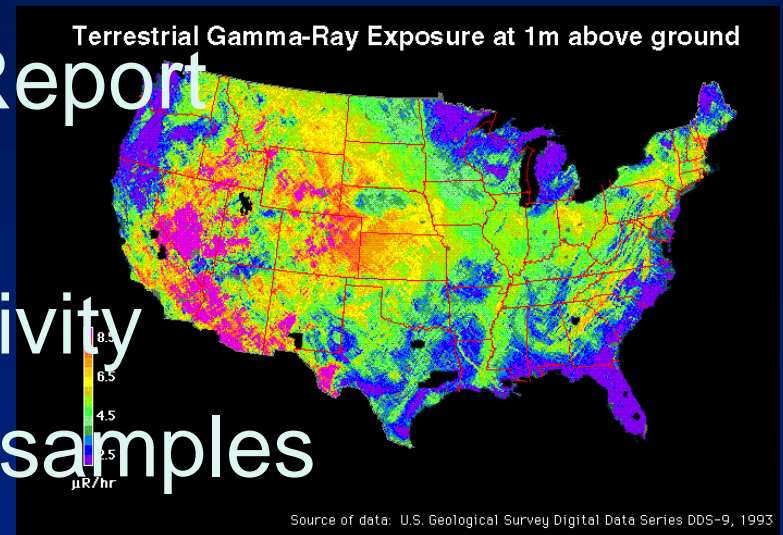 Terrestrial Gamma-Ray Exposure at 1m above ground
Report
ivity
8.5
6.5
4.5
samples
2.5
µR/hr
Source of data: U.S. Geological Survey Digital Data Series DDS-9, 1993